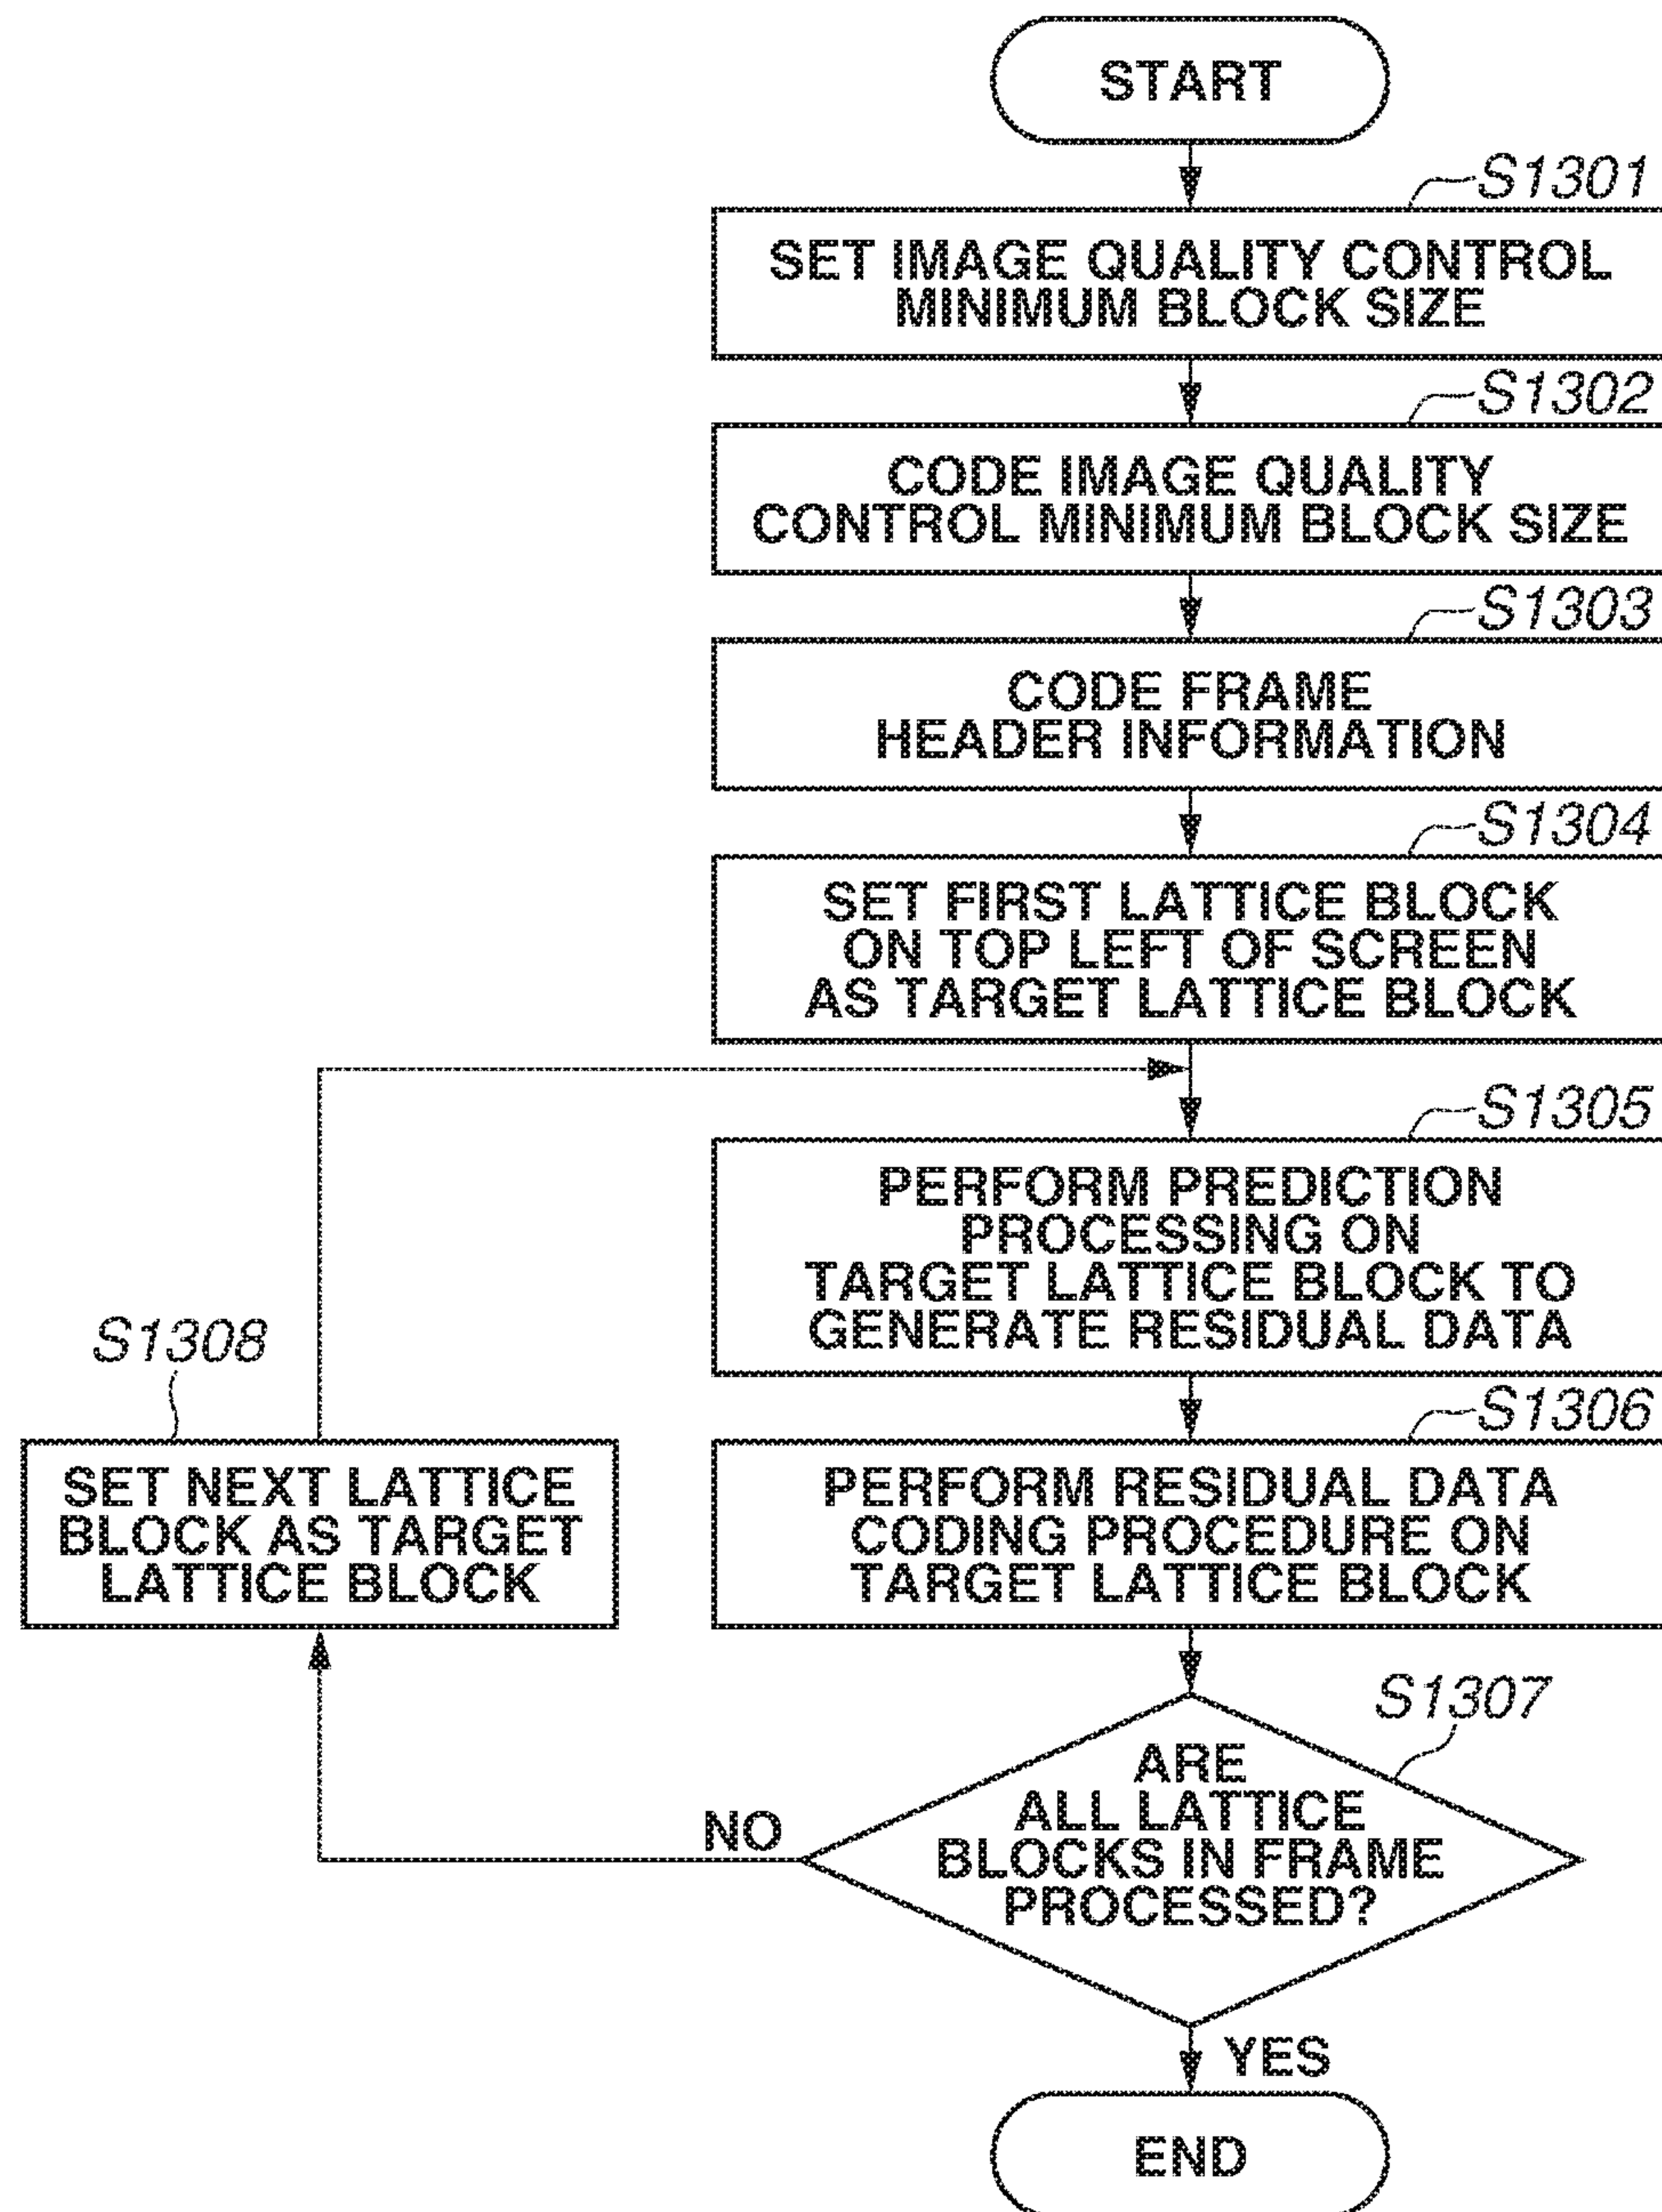 START
S1301
SET IMAGE QUALITY CONTROL
MINIMUM BLOCK SIZE
S1302
CODE IMAGE QUALITY
CONTROL MINIMUM BLOCK SIZE
S1303
CODE FRAME
HEADER INFORMATION
S1304
SET FIRST LATTICE BLOCK
ON TOP LEFT OF SCREEN
AS TARGET LATTICE BLOCK
S1305
PERFORM PREDICTION
PROCESSING ON
TARGET LATTICE BLOCK TO
GENERATE RESIDUAL DATA
S1308
SET NEXT LATTICE
BLOCK AS TARGET
LATTICE BLOCK
S1306
PERFORM RESIDUAL DATA
CODING PROCEDURE ON
TARGET LATTICE BLOCK
S1307
ARE
ALL LATTICE
BLOCKS IN FRAME
PROCESSED?
NO
YES
END